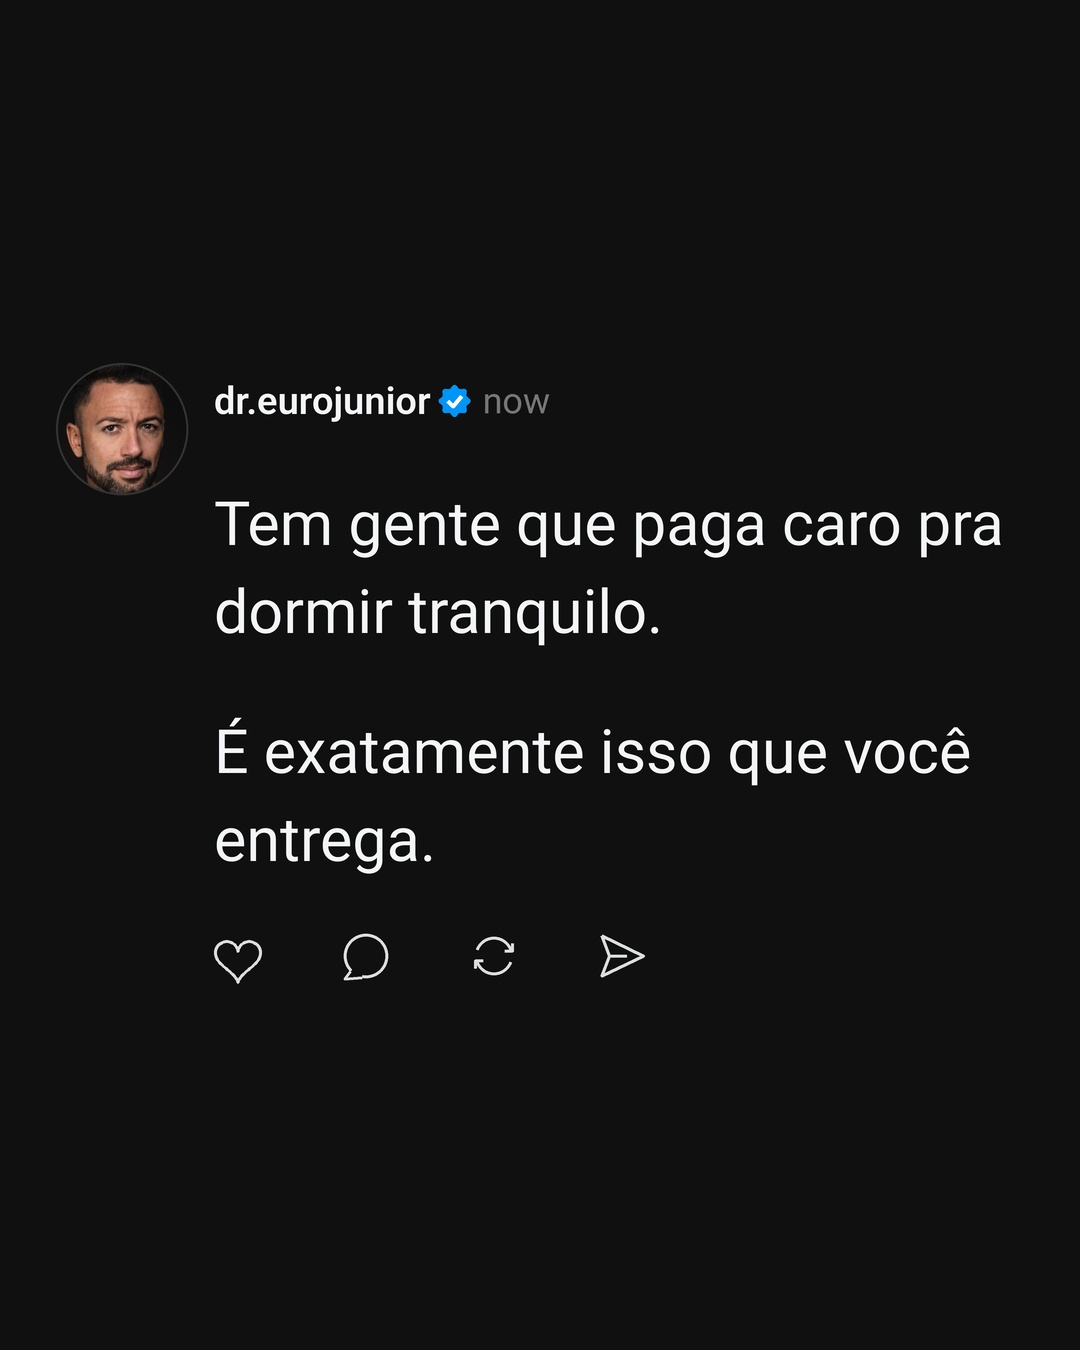 dr.eurojunior now
Tem gente que paga caro pra
dormir tranquilo.
É exatamente isso que você
entrega.